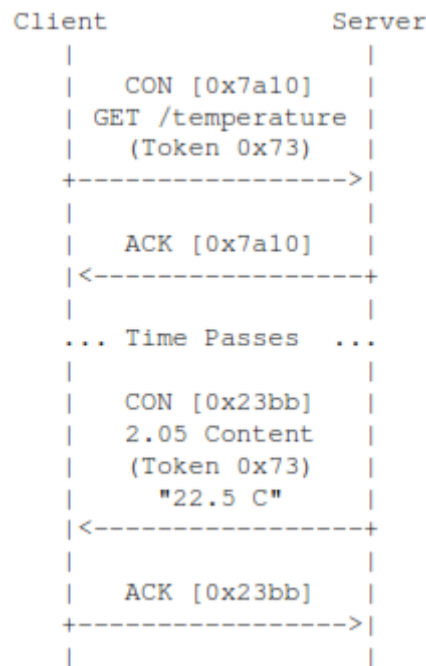 Client Server
CON [0x7a10]
GET /temperature
(Token 0x73)
ACK [0x7a10]
... Time Passes ...
CON [0x23bb]
2.05 Content
(Token 0x73)
"22.5 C"
ACK [0x23bb]